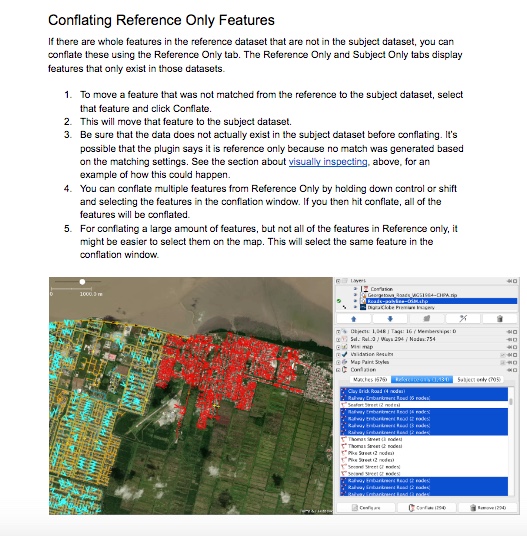 Conflating Reference Only Features
If there are whole features in the reference dataset that are not in the subject dataset, you can
conflate these using the Reference Only tab. The Reference Only and Subject Only tabs display
features that only exist in those datasets.
1. To move a feature that was not matched from the reference to the subject dataset, select
that feature and click Conflate.
2. This will move that feature to the subject dataset.
3. Be sure that the data does not actually exist in the subject dataset before conflating. It's
possible that the plugin says it is reference only because no match was generated based
on the matching settings. See the section about visually inspecting, above, for an
example of how this could happen.
4. You can conflate multiple features from Reference Only by holding down control or shift
and selecting the features in the conflation window. If you then hit conflate, all of the
features will be conflated.
5. For conflating a large amount of features, but not all of the features in Reference only, it
might be easier to select them on the map. This will select the same feature in the
conflation window.
0 1000.0 m
Layers
Conflation
Georgetown_Roads_WGS1984-CHPA.zip
Roads-polyline-OSM.shp
DigitalGlobe Premium Imagery
Objects: 1,048 / Tags: 16 / Memberships: 0
Sel.: Rel.:0 / Ways:294 / Nodes:754
Mini map
Validation Results
Map Paint Styles
Conflation
Matches (676) Reference only (1,434) Subject only (705)
Clay Brick Road (4 nodes)
Railway Embankment Road (6 nodes)
Seafort Street (2 nodes)
Railway Embankment Road (2 nodes)
Railway Embankment Road (2 nodes)
Railway Embankment Road (3 nodes)
Railway Embankment Road (2 nodes)
Thomas Street (3 nodes)
Thomas Street (2 nodes)
Pike Street (2 nodes)
Pike Street (2 nodes)
Second Street (2 nodes)
Second Street (2 nodes)
Railway Embankment Road (2 nodes)
Railway Embankment Road (2 nodes)
Railway Embankment Road (2 nodes)
Configure Conflate (294) Remove (294)